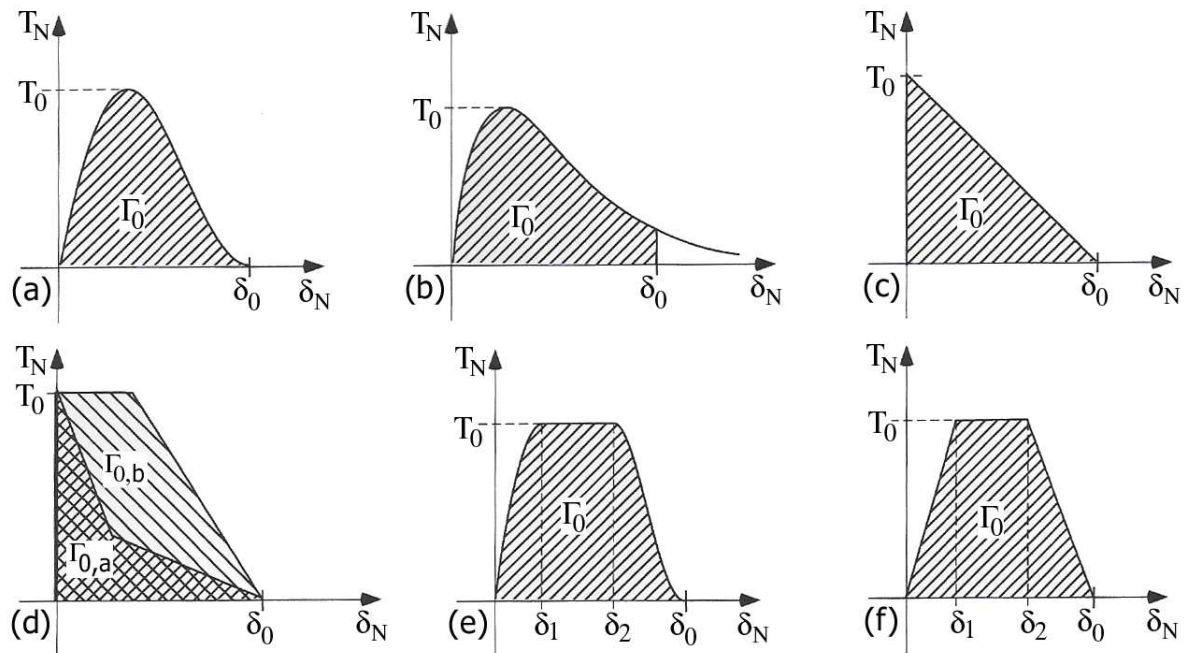 T_N
T_0
Γ_0
(a)
δ_0
δ_N
T_N
T_0
Γ_0
(b)
δ_0
δ_N
T_N
T_0
Γ_0
(c)
δ_0
δ_N
T_N
T_0
Γ_0,b
Γ_0,a
(d)
δ_0
δ_N
T_N
T_0
Γ_0
(e)
δ_1
δ_2
δ_0
δ_N
T_N
T_0
Γ_0
(f)
δ_1
δ_2
δ_0
δ_N